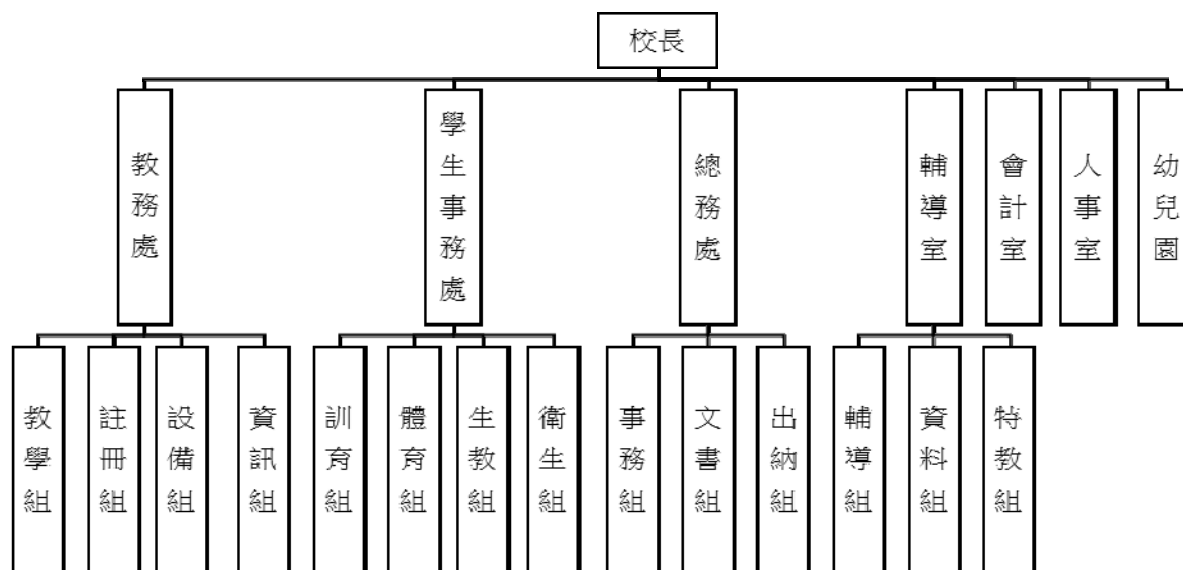 校長
教務處
學生事務處
總務處
輔導室
會計室
人事室
幼兒園
教學組
註冊組
設備組
資訊組
訓育組
體育組
生教組
衛生組
事務組
文書組
出納組
輔導組
資料組
特教組